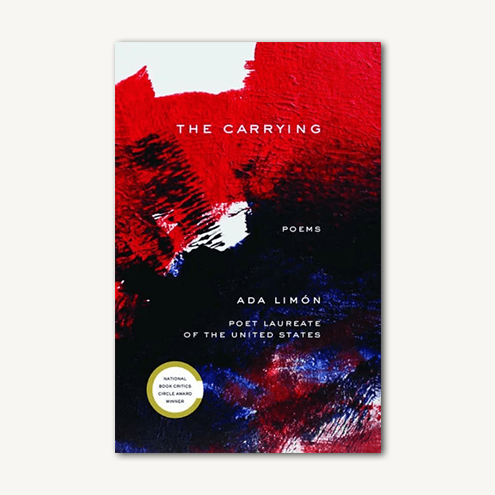 THE CARRYING
POEMS
ADA LIMÓN
POET LAUREATE
OF THE UNITED STATES
NATIONAL
BOOK CRITICS
CIRCLE AWARD
WINNER